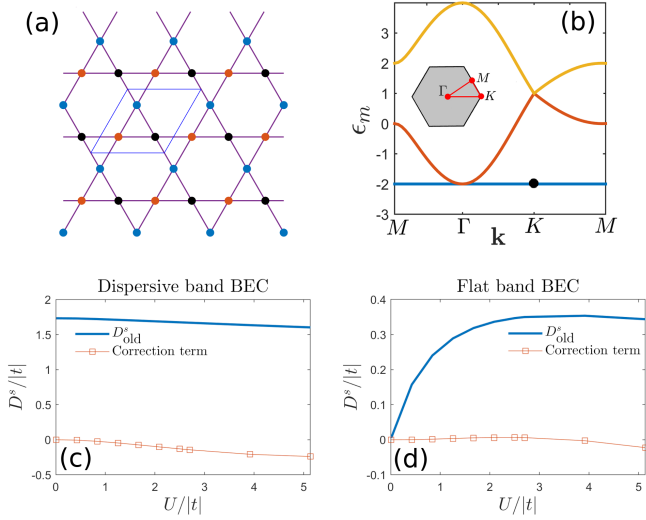 (a)
(b)
4
3
2
1
0
-1
-2
-3
ϵm
Γ
M
K
M
Γ
K
M
k
Dispersive band BEC
2
1.5
1
0.5
0
-0.5
D^s/|t|
D^s_old
Correction term
(c)
0
1
2
3
4
5
U/|t|
Flat band BEC
0.4
0.3
0.2
0.1
0
-0.1
D^s/|t|
D^s_old
Correction term
(d)
0
1
2
3
4
5
U/|t|